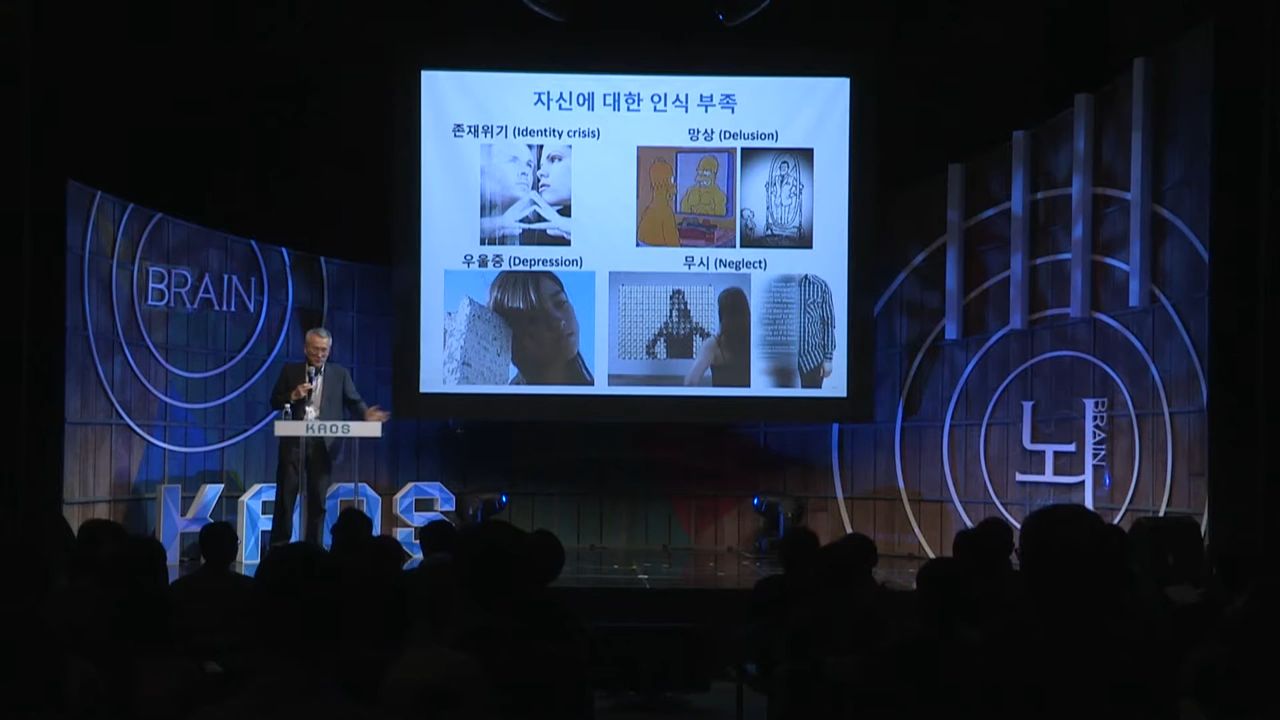 자신에 대한 인식 부족
존재위기 (Identity crisis)
망상 (Delusion)
우울중 (Depression)
무시 (Neglect)
BRAIN
KAOS
KAOS
뇌
BRAIN